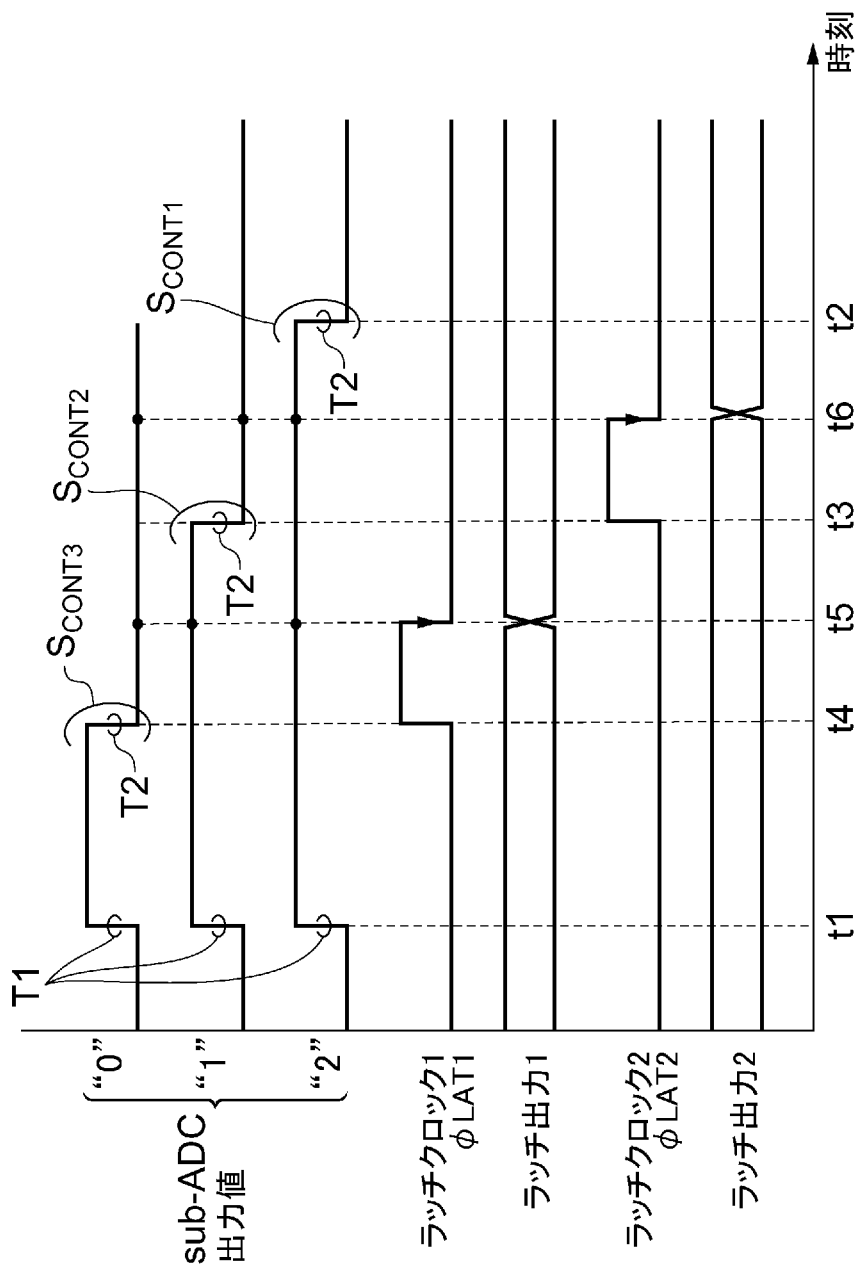 T1
T2
SCONT3
T2
SCONT2
T2
SCONT1
sub-ADC
出力値
“0”
“1”
“2”
ラッチクロック1
φLAT1
ラッチ出力1
ラッチクロック2
φLAT2
ラッチ出力2
t1
t4
t5
t3
t6
t2
時刻